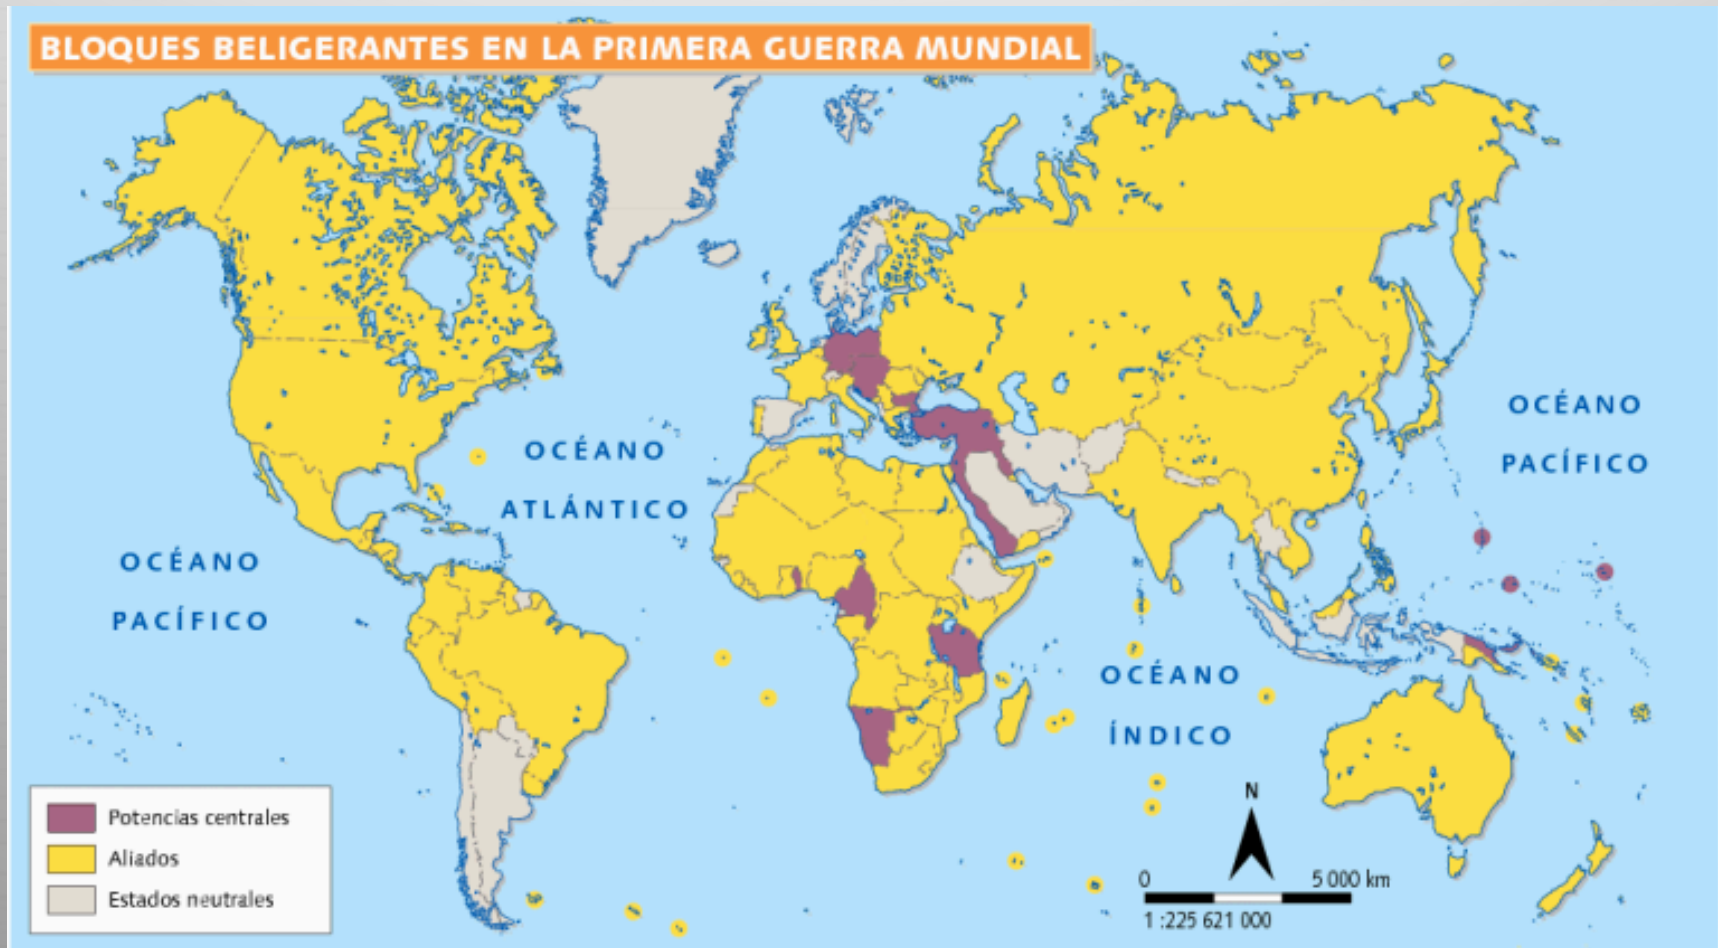 BLOQUES BELIGERANTES EN LA PRIMERA GUERRA MUNDIAL
OCÉANO
PACÍFICO
OCÉANO
ATLÁNTICO
OCÉANO
PACÍFICO
OCÉANO
ÍNDICO
Potencias centrales
Aliados
Estados neutrales
N
0 5 000 km
1 :225 621 000